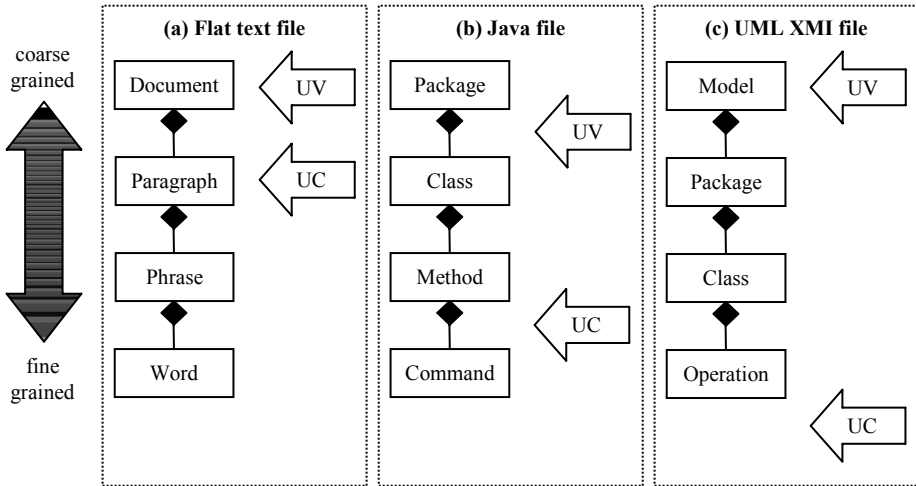 coarse
grained
fine
grained
(a) Flat text file
Document
UV
Paragraph
UC
Phrase
Word
(b) Java file
Package
UV
Class
Method
UC
Command
(c) UML XMI file
Model
UV
Package
Class
Operation
UC